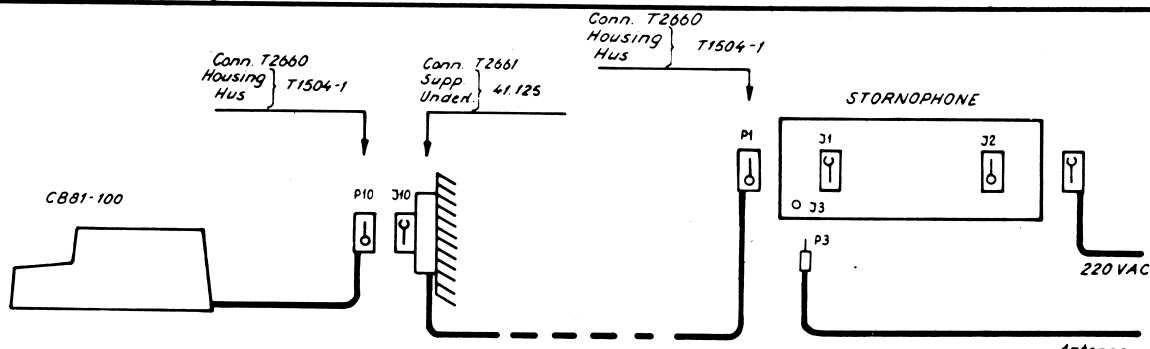 Conn. T2660
Housing
Hus
T1504-1
Conn. T2660
Housing
Hus
T1504-1
Conn. T2661
Supp.
Underl.
41.125
STORNOPHONE
P1
J1
J2
J3
P3
CB81-100
P10
J10
220 VAC